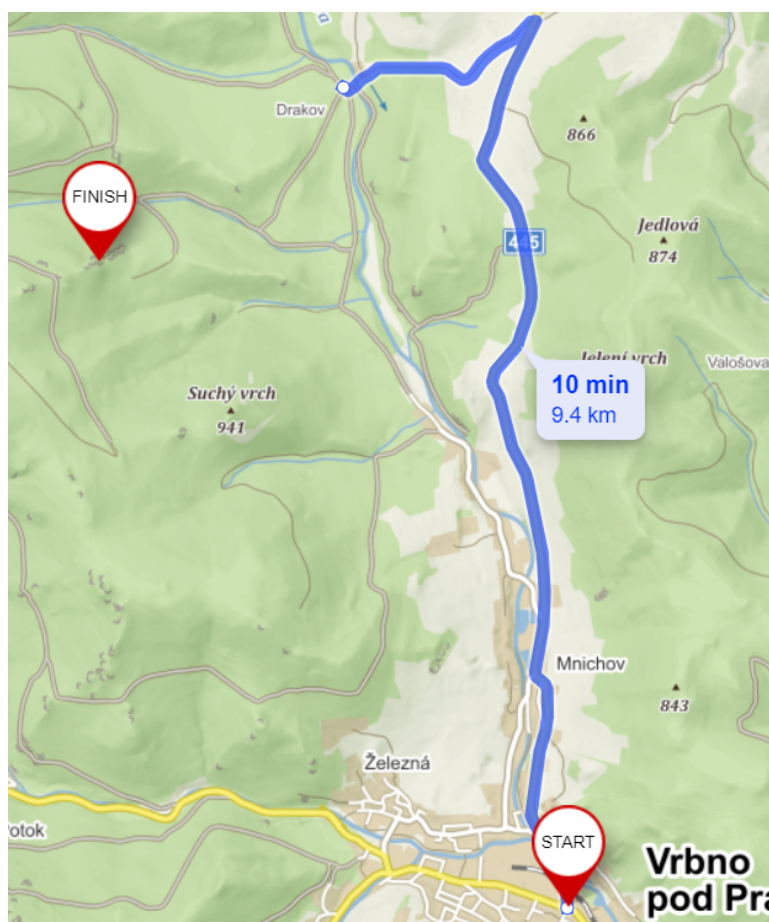 Drakov
866
FINISH
Jedlová
874
445
Jelení vrch
Valošova
10 min
9.4 km
Suchý vrch
941
Mnichov
843
Železná
otok
START
Vrbno
pod Pra